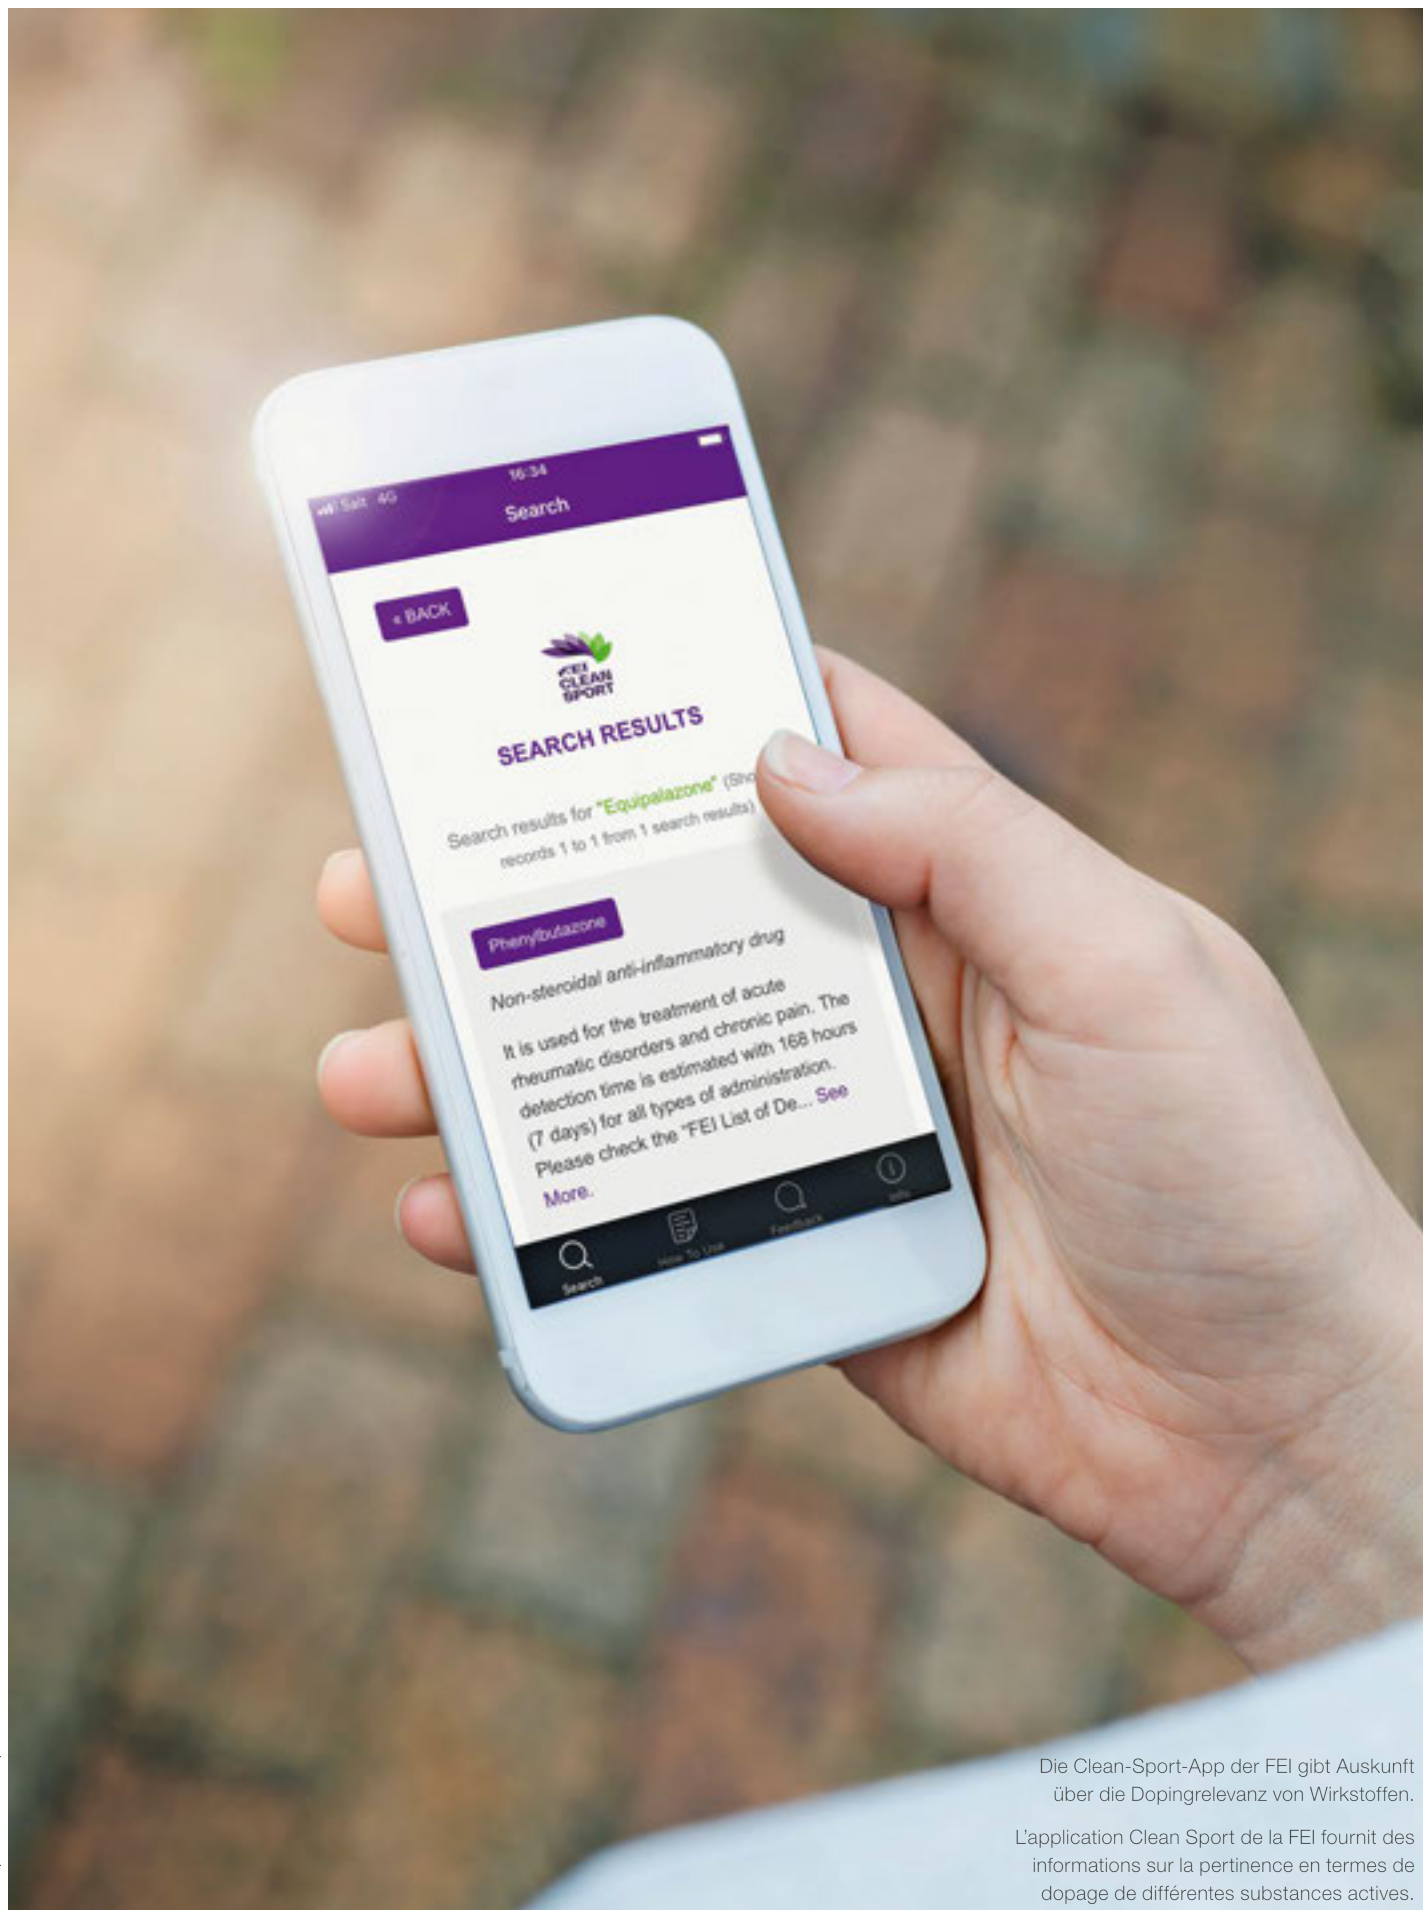 Salt 4G
16:34
Search
« BACK
FEI
CLEAN
SPORT
SEARCH RESULTS
Search results for "Equipalazone" (Sho
records 1 to 1 from 1 search results)
Phenylbutazone
Non-steroidal anti-inflammatory drug
It is used for the treatment of acute
rheumatic disorders and chronic pain. The
detection time is estimated with 168 hours
(7 days) for all types of administration.
Please check the "FEI List of De... See
More.
Search
How To Use
Feedback
Info
Die Clean-Sport-App der FEI gibt Auskunft
über die Dopingrelevanz von Wirkstoffen.
L'application Clean Sport de la FEI fournit des
informations sur la pertinence en termes de
dopage de différentes substances actives.